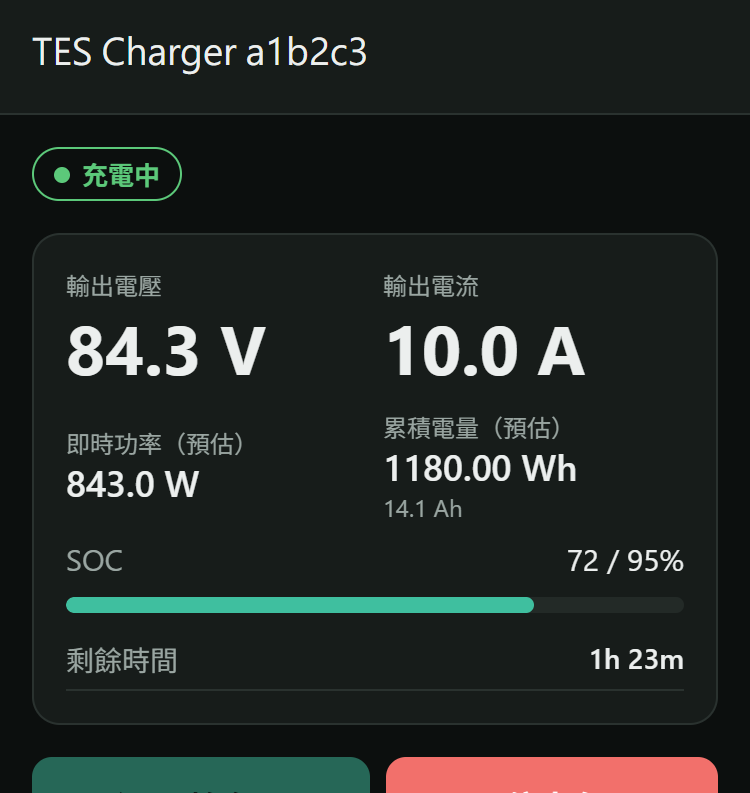 TES Charger a1b2c3
充電中
輸出電壓
輸出電流
84.3 V
10.0 A
即時功率（預估）
累積電量（預估）
843.0 W
1180.00 Wh
14.1 Ah
SOC
72 / 95%
剩餘時間
1h 23m